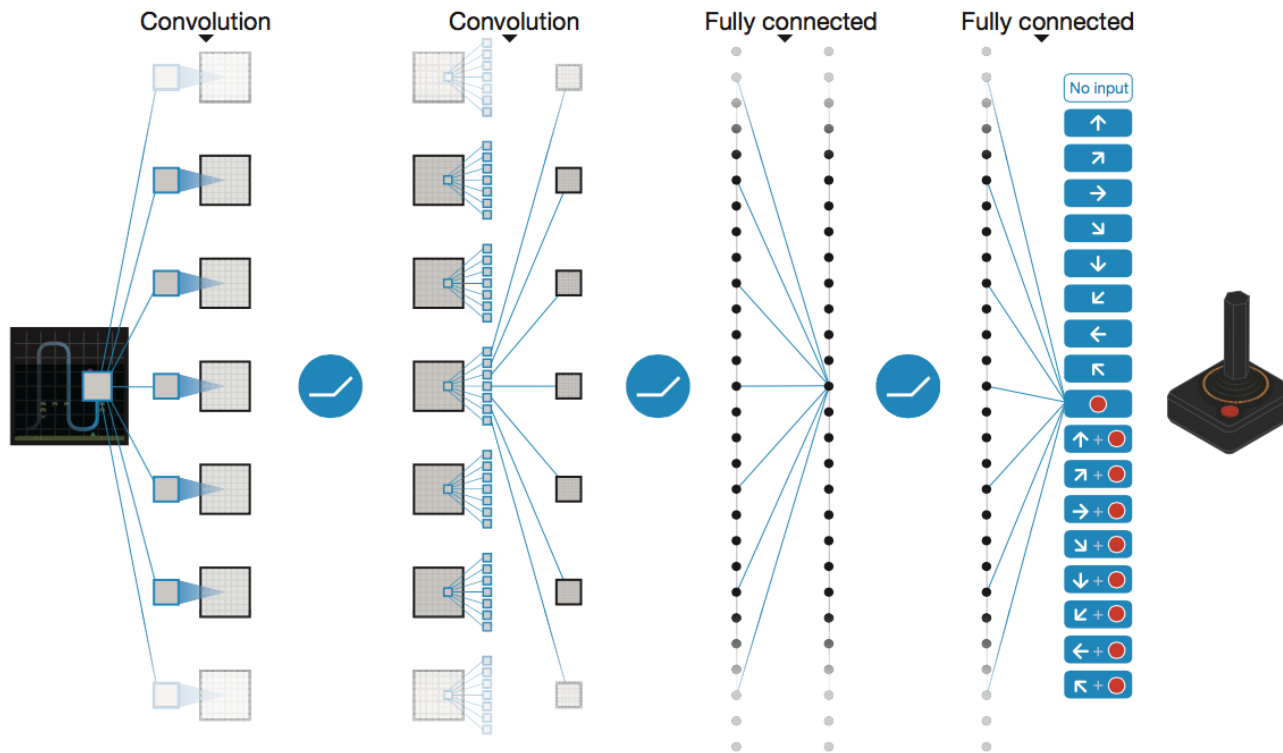 Convolution
Convolution
Fully connected
Fully connected
No input
+
+
+
+
+
+
+
+